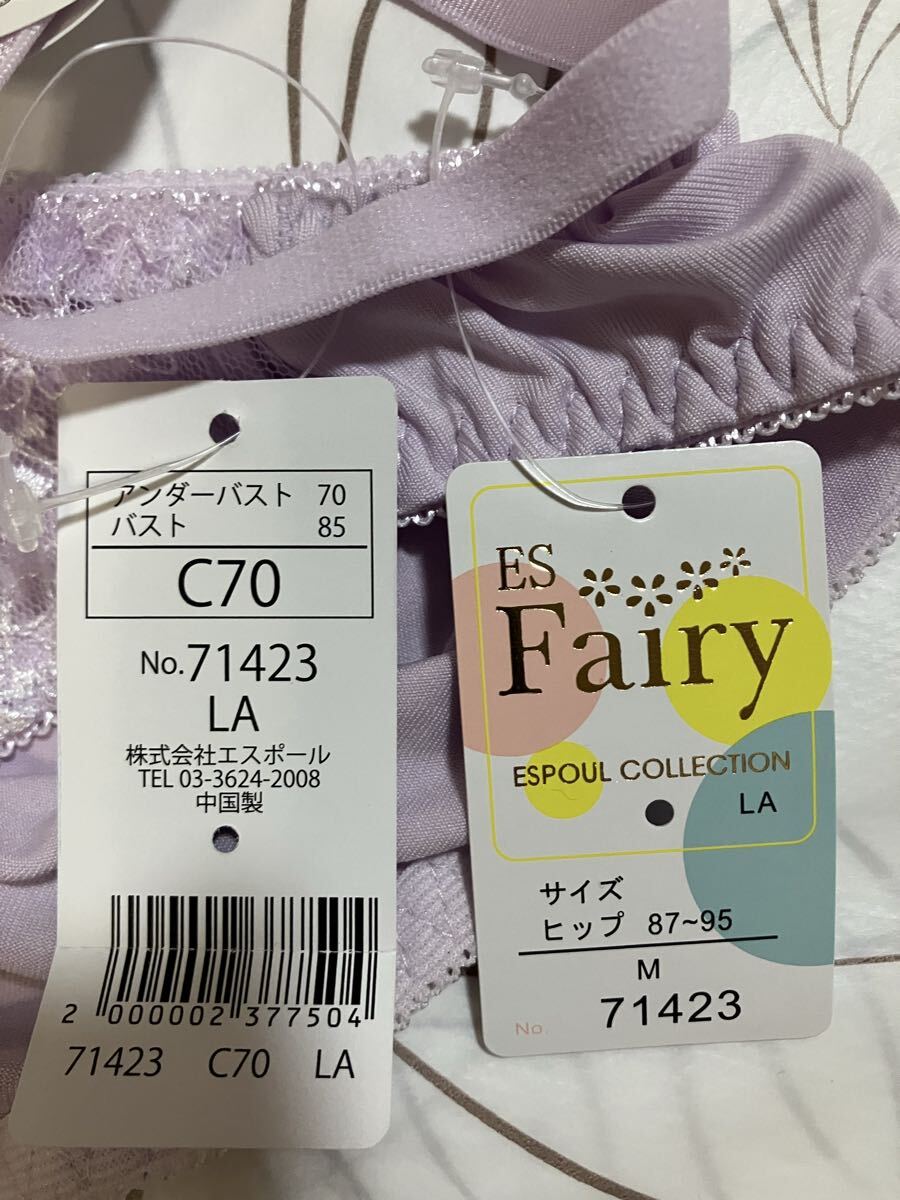 アンダーバスト 70
バスト 85
C70
No.71423
LA
株式会社エスポール
TEL 03-3624-2008
中国製
2 000002 377504
71423 C70 LA
ES
Fairy
ESPOUL COLLECTION
LA
サイズ
ヒップ 87~95
M
No. 71423